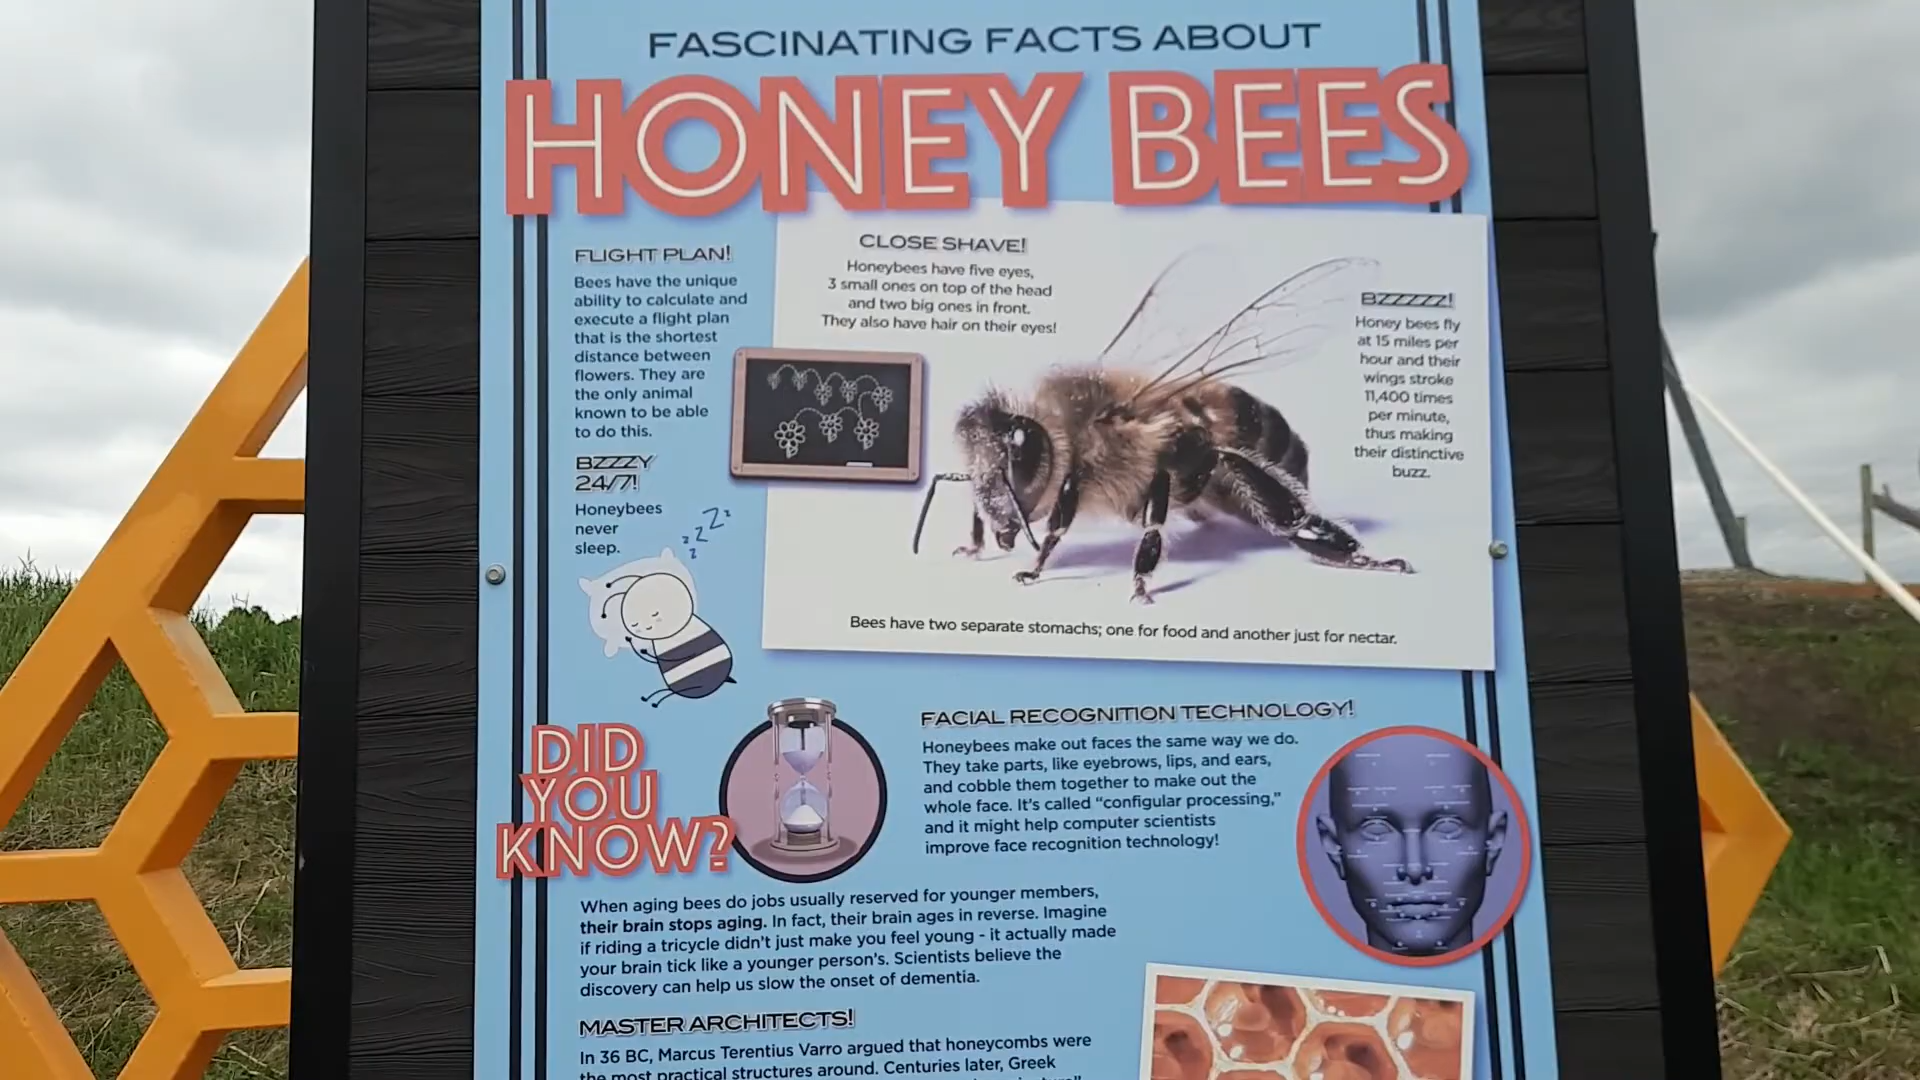 FASCINATING FACTS ABOUT
HONEY BEES
FLIGHT PLAN!
Bees have the unique
ability to calculate and
execute a flight plan
that is the shortest
distance between
flowers. They are
the only animal
known to be able
to do this.
BZZZY
24/7!
Honeybees
never
sleep.
z z Z Z z
z
CLOSE SHAVE!
Honeybees have five eyes,
3 small ones on top of the head
and two big ones in front.
They also have hair on their eyes!
BZZZZZ!
Honey bees fly
at 15 miles per
hour and their
wings stroke
11,400 times
per minute,
thus making
their distinctive
buzz.
Bees have two separate stomachs; one for food and another just for nectar.
DID
YOU
KNOW?
FACIAL RECOGNITION TECHNOLOGY!
Honeybees make out faces the same way we do.
They take parts, like eyebrows, lips, and ears,
and cobble them together to make out the
whole face. It's called “configular processing,”
and it might help computer scientists
improve face recognition technology!
When aging bees do jobs usually reserved for younger members,
their brain stops aging. In fact, their brain ages in reverse. Imagine
if riding a tricycle didn't just make you feel young - it actually made
your brain tick like a younger person's. Scientists believe the
discovery can help us slow the onset of dementia.
MASTER ARCHITECTS!
In 36 BC, Marcus Terentius Varro argued that honeycombs were
the most practical structures around. Centuries later, Greek